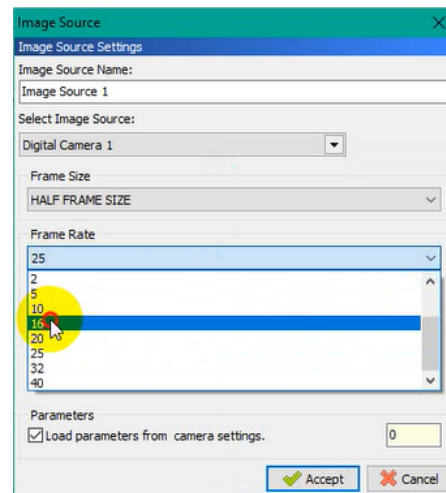 Image Source
Image Source Settings
Image Source Name:
Image Source 1
Select Image Source:
Digital Camera 1
Frame Size
HALF FRAME SIZE
Frame Rate
25
2
5
10
16
20
25
32
40
Parameters
Load parameters from camera settings.
0
Accept Cancel